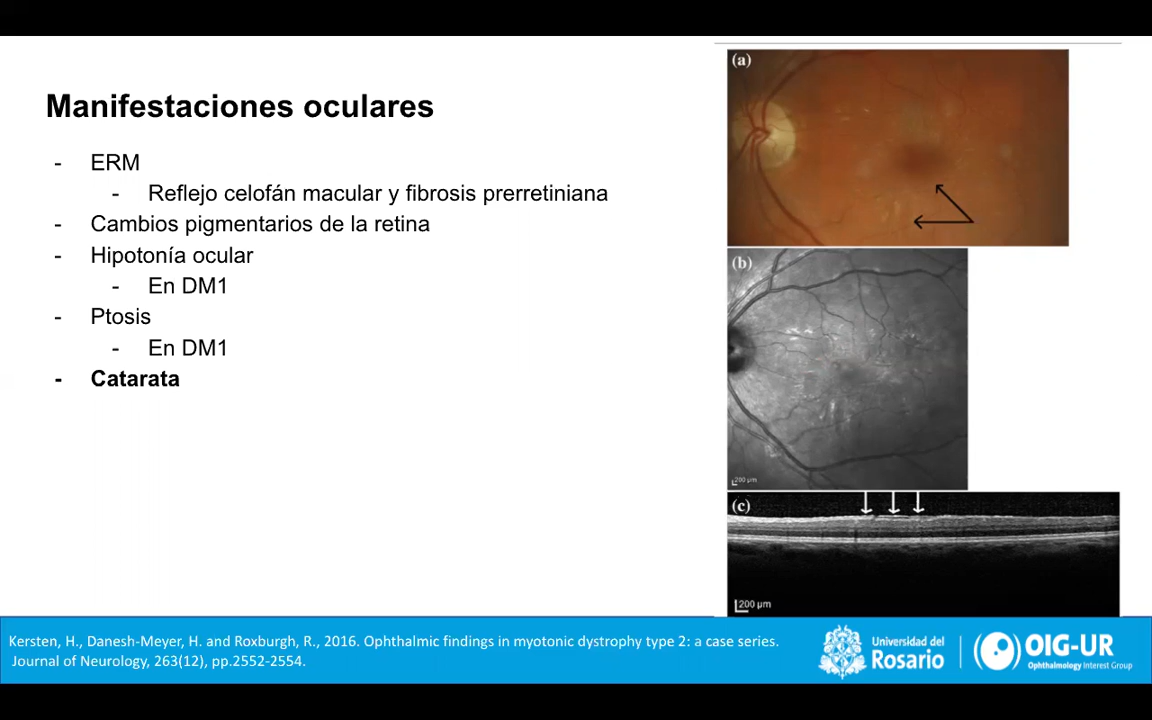 Manifestaciones oculares
- ERM
- Reflejo celofán macular y fibrosis prerretiniana
- Cambios pigmentarios de la retina
- Hipotonía ocular
- En DM1
- Ptosis
- En DM1
- Catarata
(a)
(b)
200 µm
(c)
200 µm
Kersten, H., Danesh-Meyer, H. and Roxburgh, R., 2016. Ophthalmic findings in myotonic dystrophy type 2: a case series.
Journal of Neurology, 263(12), pp.2552-2554.
Universidad del
Rosario
OIG-UR
Ophthalmology Interest Group